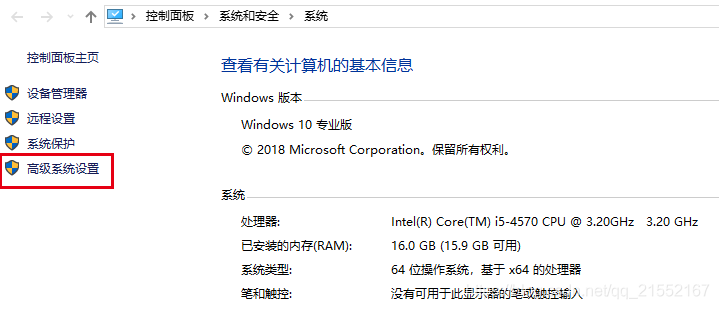 控制面板 > 系统和安全 > 系统
控制面板主页
设备管理器
远程设置
系统保护
高级系统设置
查看有关计算机的基本信息
Windows 版本
Windows 10 专业版
© 2018 Microsoft Corporation。保留所有权利。
系统
处理器: Intel(R) Core(TM) i5-4570 CPU @ 3.20GHz 3.20 GHz
已安装的内存(RAM): 16.0 GB (15.9 GB 可用)
系统类型: 64 位操作系统，基于 x64 的处理器
笔和触控: 没有可用于此显示器的笔或触控输入
net/qq_21552167